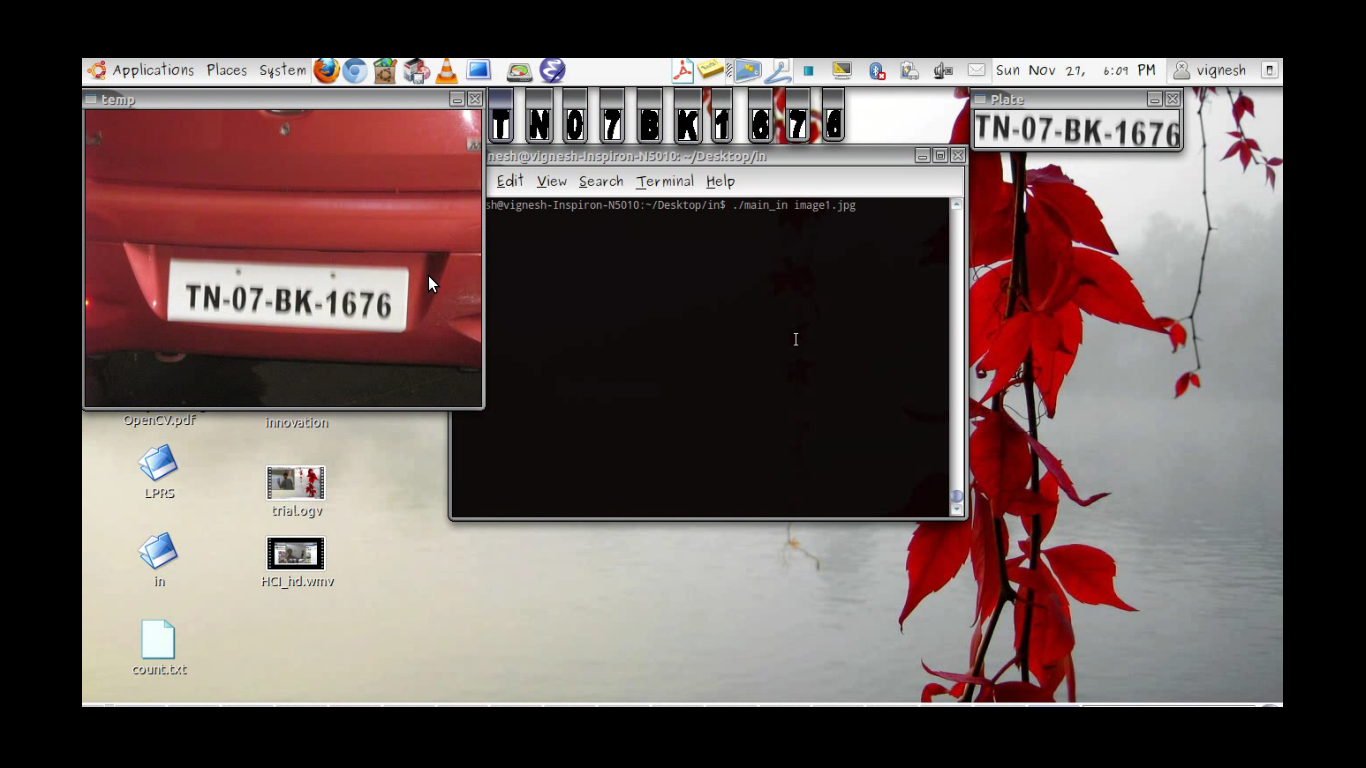 Applications Places System
Sun Nov 27, 6:09 PM vignesh
temp
T N 0 7 B K 1 6 7 6
Plate
TN-07-BK-1676
nesh@vignesh-Inspiron-N5010: ~/Desktop/in
Edit View Search Terminal Help
sh@vignesh-Inspiron-N5010:~/Desktop/in$ ./main_in image1.jpg
TN-07-BK-1676
OpenCV.pdf
innovation
LPRS
trial.ogv
in
HCI_hd.wmv
count.txt